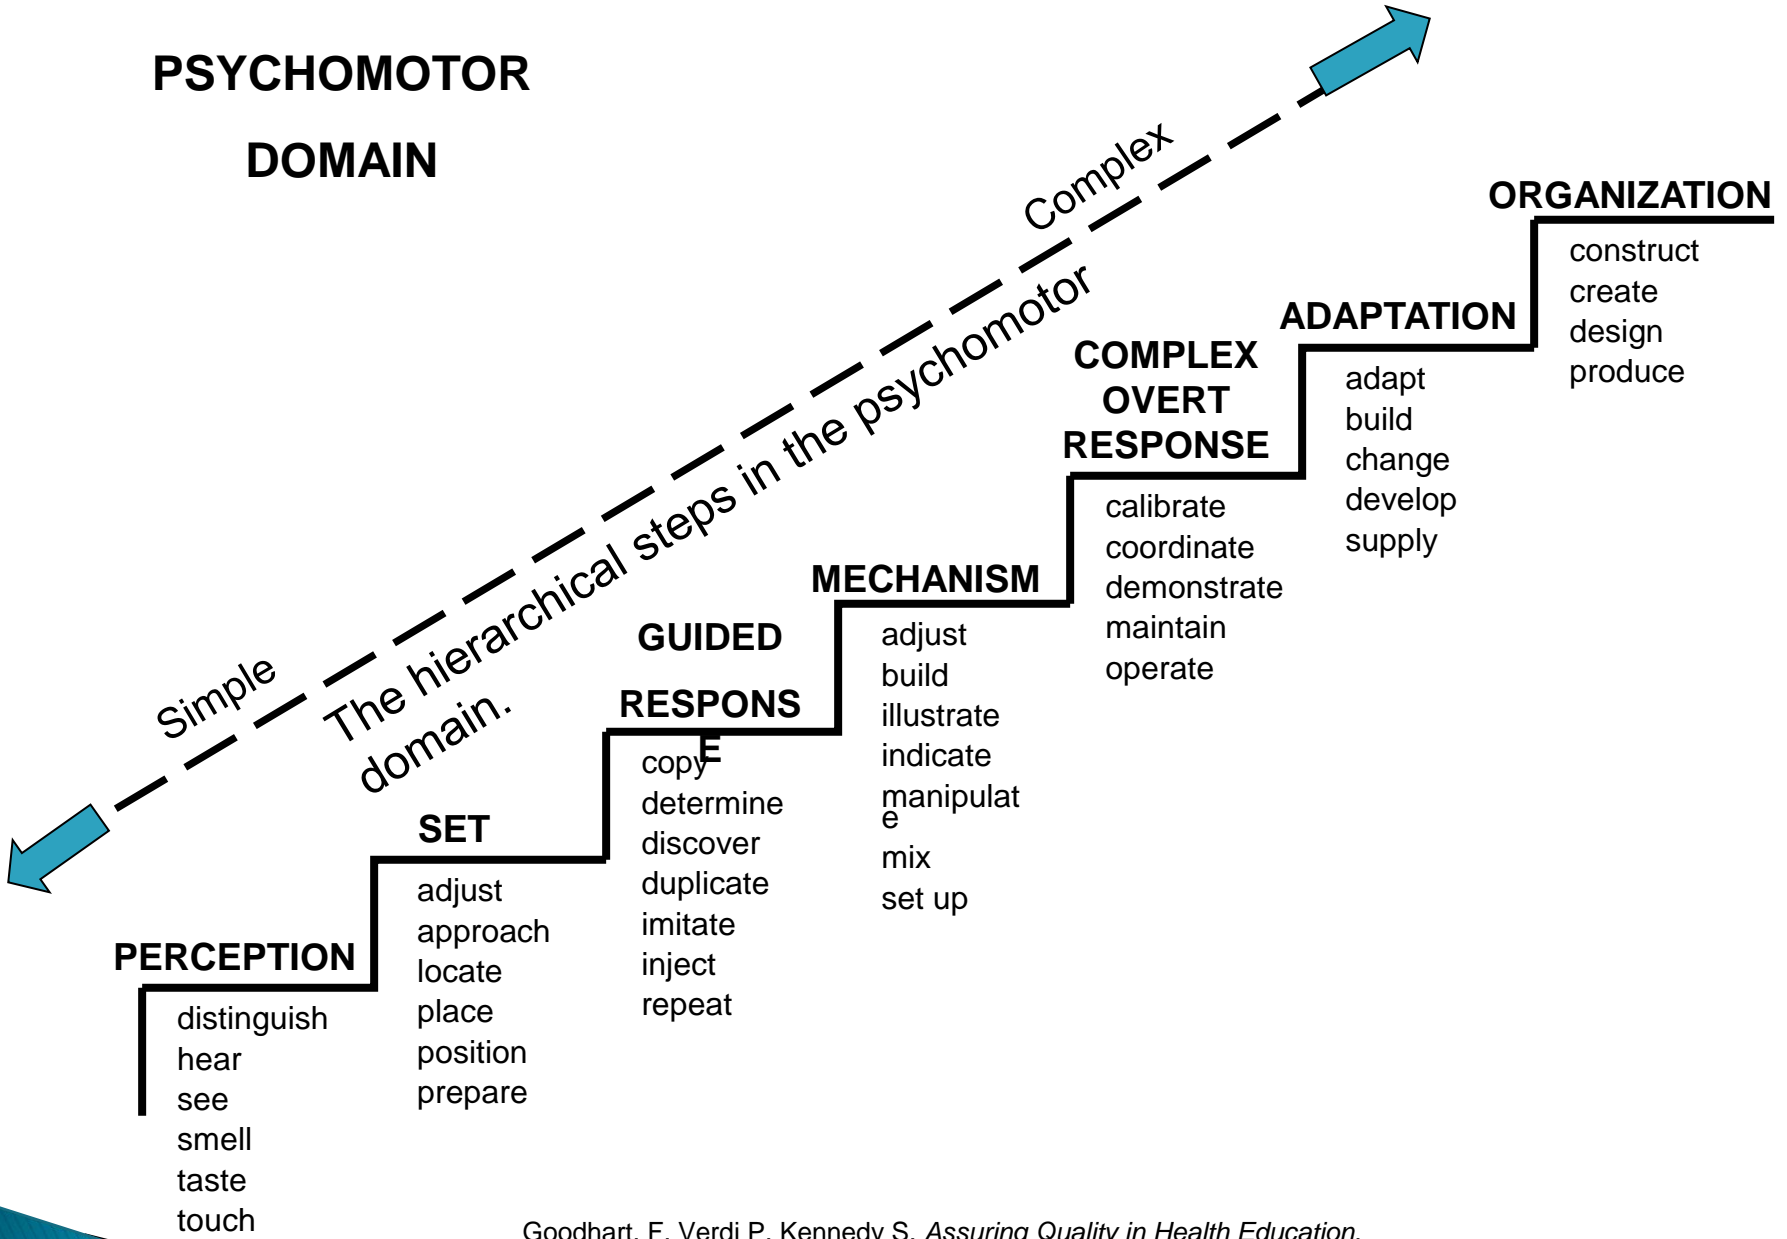 PSYCHOMOTOR
DOMAIN
Simple
Complex
The hierarchical steps in the psychomotor
domain.
PERCEPTION
distinguish
hear
see
smell
taste
touch
SET
adjust
approach
locate
place
position
prepare
GUIDED
RESPONS
E
copy
determine
discover
duplicate
imitate
inject
repeat
MECHANISM
adjust
build
illustrate
indicate
manipulat
e
mix
set up
COMPLEX
OVERT
RESPONSE
calibrate
coordinate
demonstrate
maintain
operate
ADAPTATION
adapt
build
change
develop
supply
ORGANIZATION
construct
create
design
produce
Goodhart, F, Verdi P, Kennedy S. Assuring Quality in Health Education.